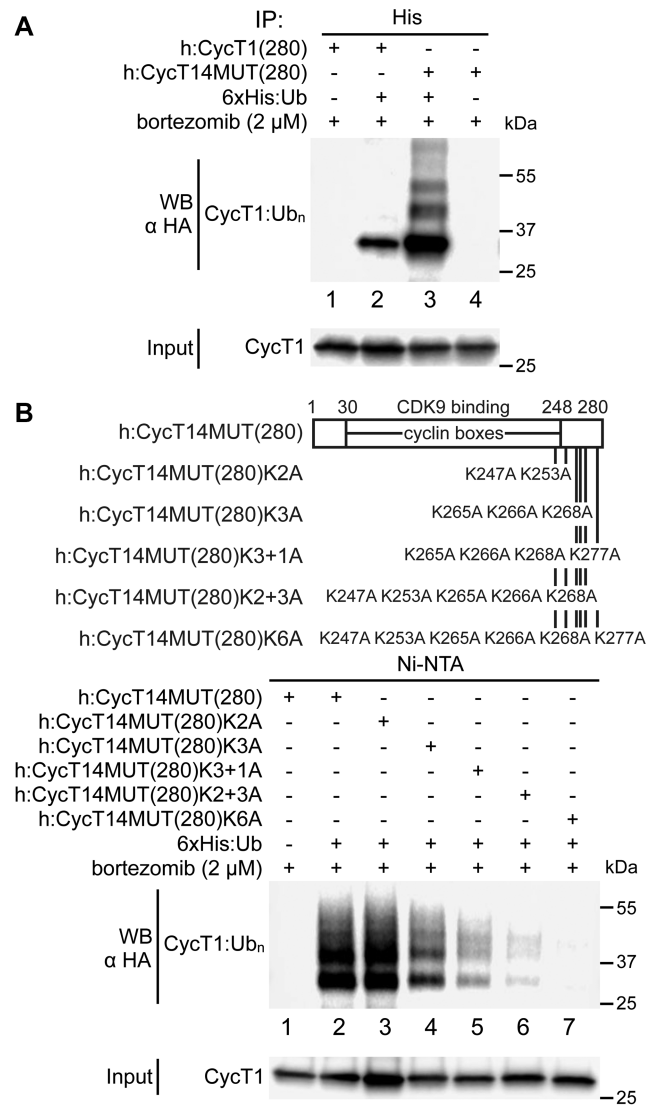 A
IP: His
h:CycT1(280) + + - -
h:CycT14MUT(280) - - + +
6xHis:Ub - + + -
bortezomib (2 µM) + + + + kDa
55
WB
α HA
CycT1:Ubn
37
25
1 2 3 4
Input CycT1
25
B
1 30 CDK9 binding 248 280
h:CycT14MUT(280) cyclin boxes
h:CycT14MUT(280)K2A K247A K253A
h:CycT14MUT(280)K3A K265A K266A K268A
h:CycT14MUT(280)K3+1A K265A K266A K268A K277A
h:CycT14MUT(280)K2+3A K247A K253A K265A K266A K268A
h:CycT14MUT(280)K6A K247A K253A K265A K266A K268A K277A
Ni-NTA
h:CycT14MUT(280) + + - - - - -
h:CycT14MUT(280)K2A - - + - - - -
h:CycT14MUT(280)K3A - - - + - - -
h:CycT14MUT(280)K3+1A - - - - + - -
h:CycT14MUT(280)K2+3A - - - - - + -
h:CycT14MUT(280)K6A - - - - - - +
6xHis:Ub - + + + + + +
bortezomib (2 µM) + + + + + + + kDa
55
WB
α HA
CycT1:Ubn
37
25
1 2 3 4 5 6 7
Input CycT1
25